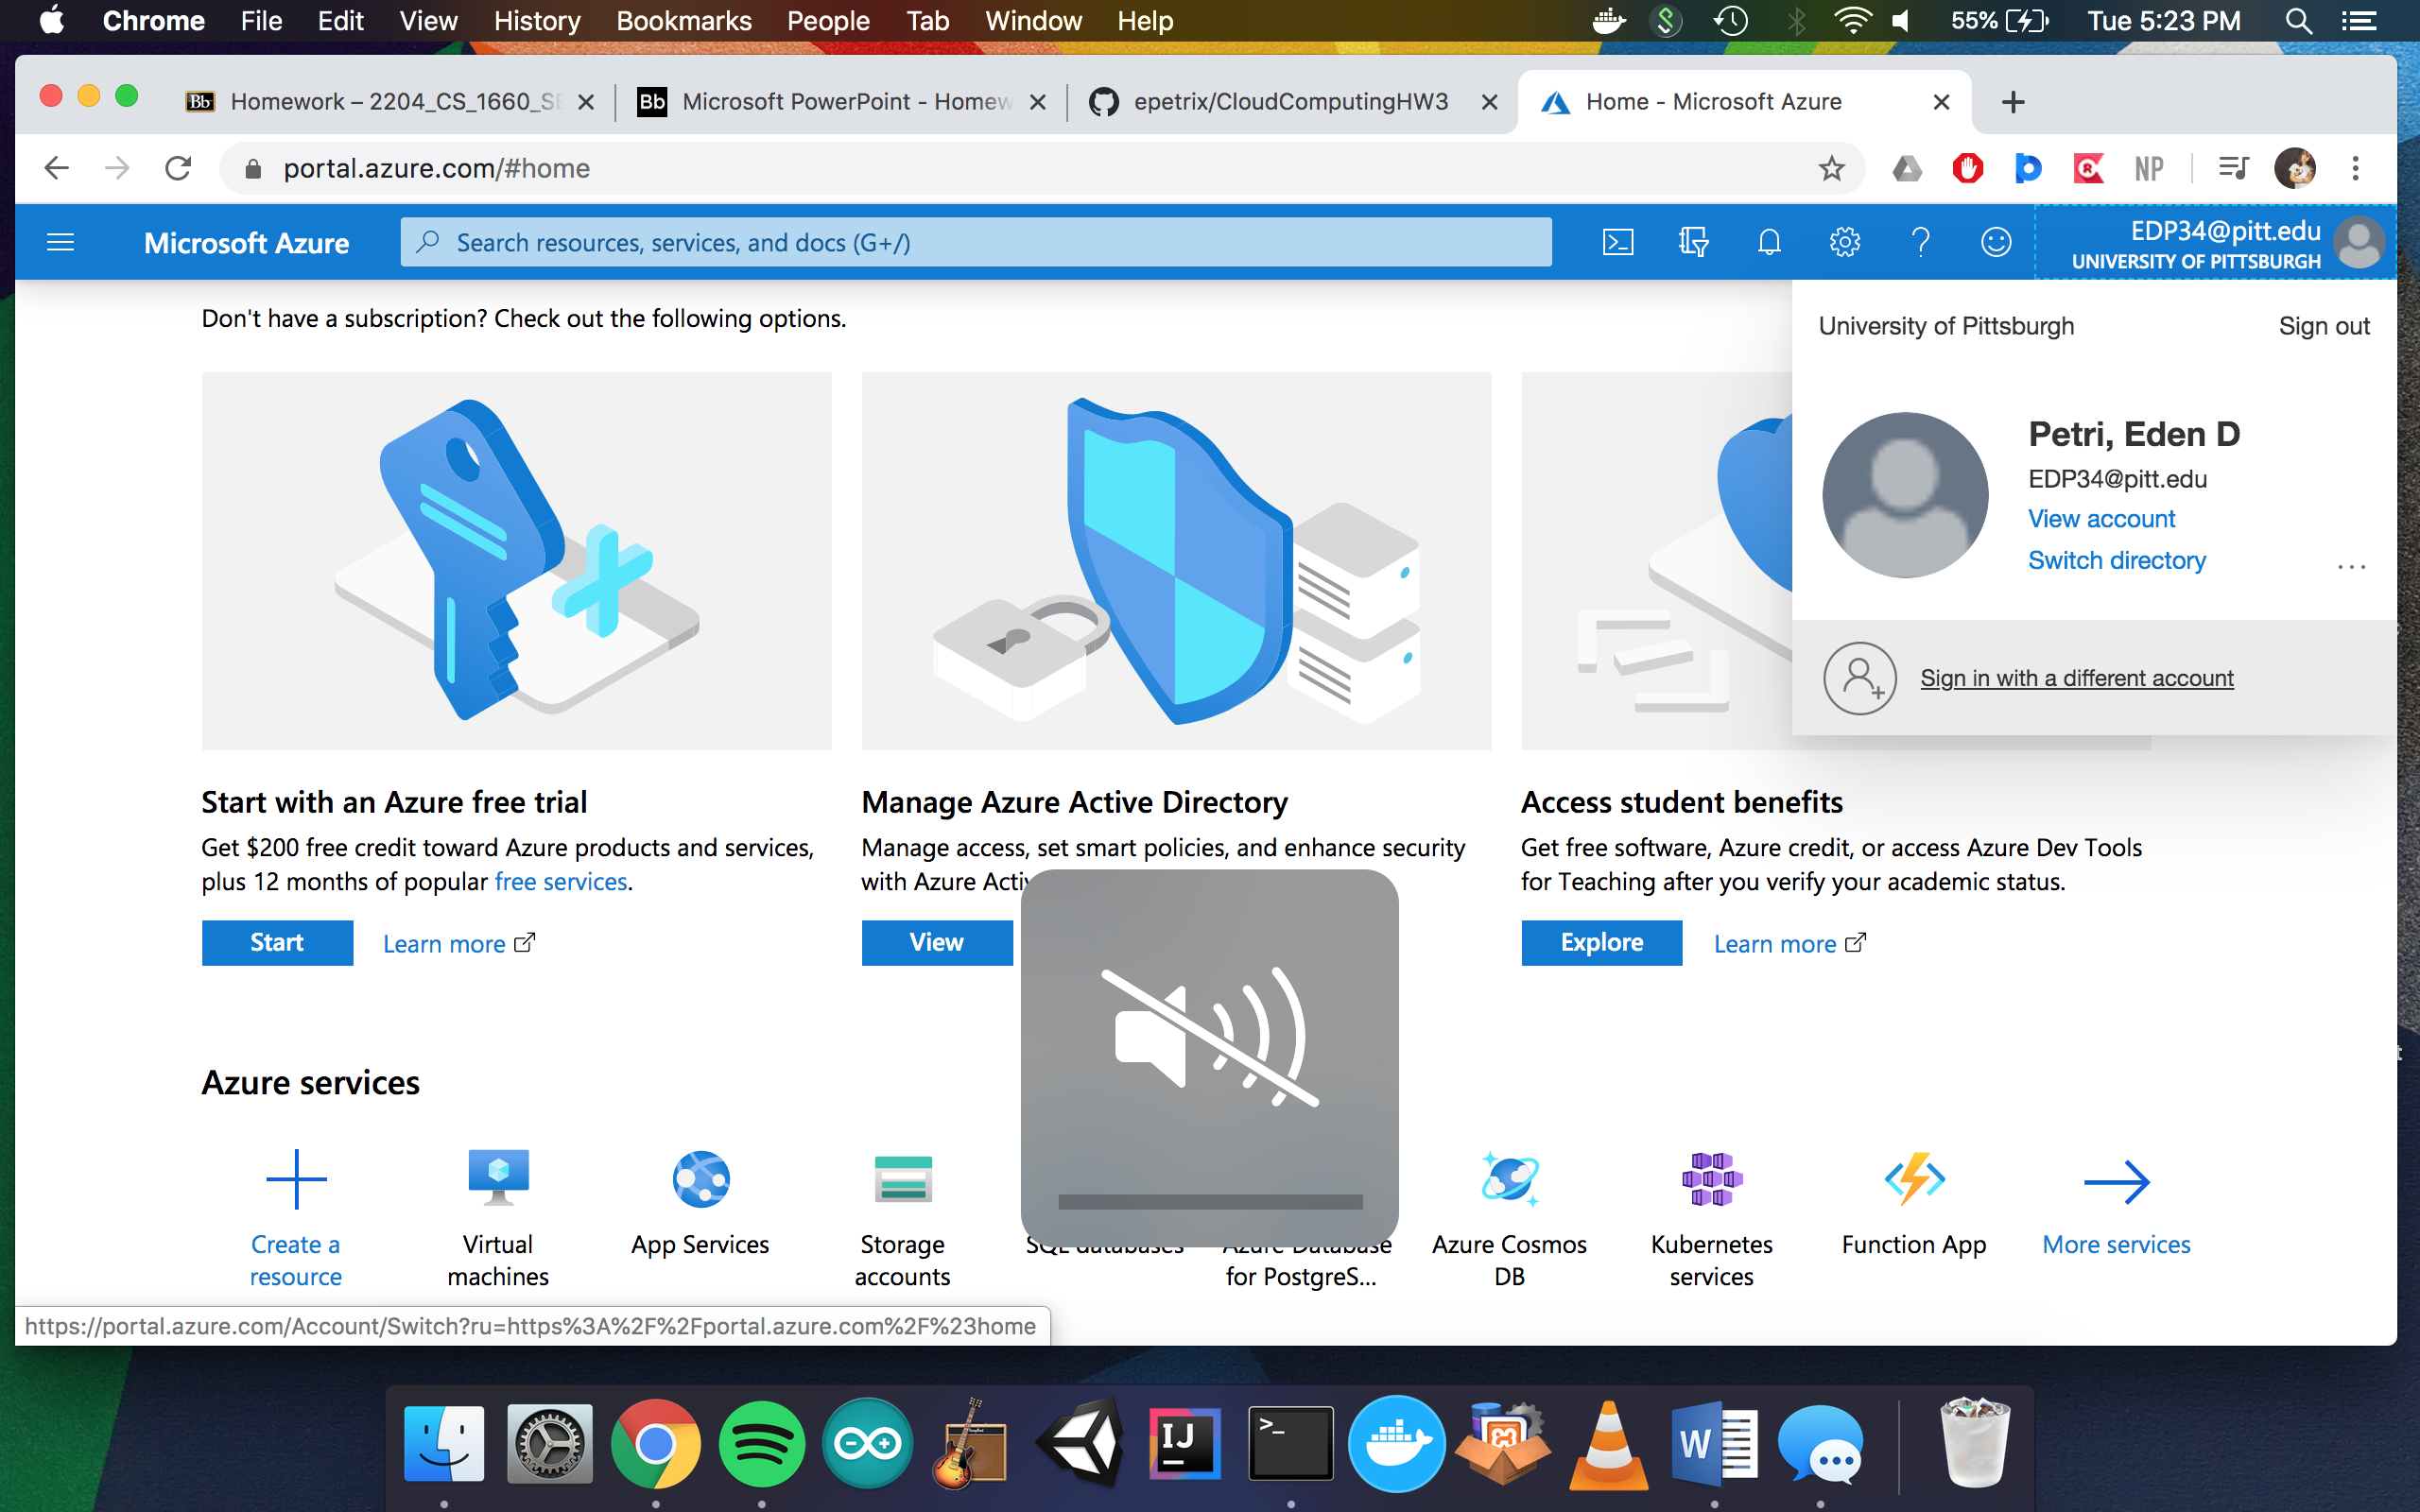 Chrome File Edit View History Bookmarks People Tab Window Help 55% Tue 5:23 PM
Homework – 2204_CS_1660_SE
Bb Microsoft PowerPoint - Homew
epetrix/CloudComputingHW3
Home - Microsoft Azure
portal.azure.com/#home
NP
Microsoft Azure
Search resources, services, and docs (G+/)
EDP34@pitt.edu
UNIVERSITY OF PITTSBURGH
Don't have a subscription? Check out the following options.
University of Pittsburgh Sign out
Petri, Eden D
EDP34@pitt.edu
View account
Switch directory
...
Sign in with a different account
Start with an Azure free trial
Get $200 free credit toward Azure products and services,
plus 12 months of popular free services.
Start Learn more
Manage Azure Active Directory
Manage access, set smart policies, and enhance security
with Azure Activ
View
Access student benefits
Get free software, Azure credit, or access Azure Dev Tools
for Teaching after you verify your academic status.
Explore Learn more
Azure services
Create a
resource
Virtual
machines
App Services
Storage
accounts
SQL databases
Azure Database
for PostgreS...
Azure Cosmos
DB
Kubernetes
services
Function App
More services
https://portal.azure.com/Account/Switch?ru=https%3A%2F%2Fportal.azure.com%2F%23home
IJ
>_
W